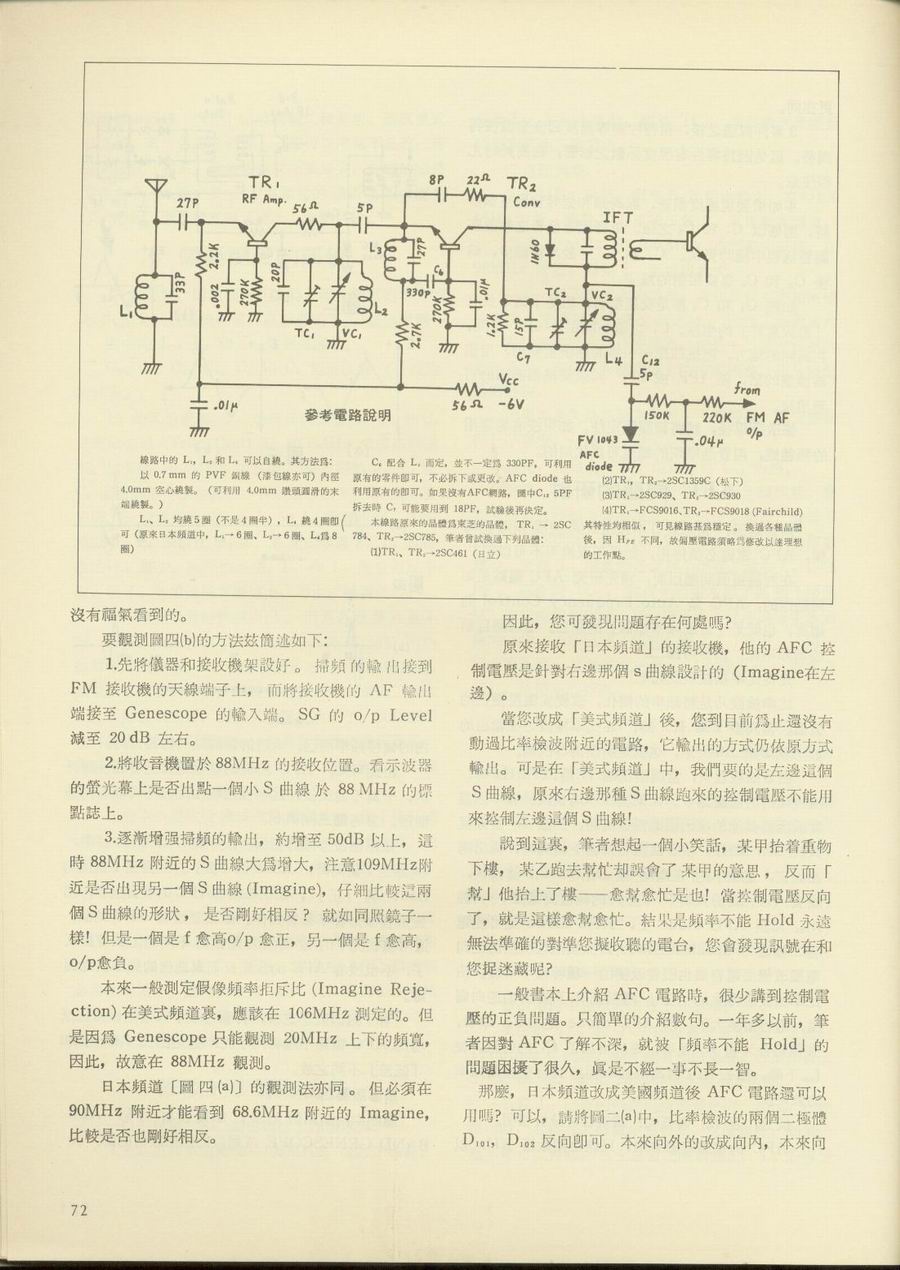 TR₁
RF Amp.
27P
56Ω
5P
8P
22Ω
TR₂
Conv
IFT
2.2K
33P
L₁
.002
270K
20P
TC₁
VC₁
L₂
L₃
27P
C₆
330P
270K
.01μ
2.7K
1N60
1.2K
15P
C₇
TC₂
VC₂
L₄
C₁₂
5P
.01μ
56Ω
Vcc
-6V
參考電路說明
150K
220K
from
FM AF
o/p
.04μ
FV1043
AFC
diode
線路中的 L₁，L₂ 和 L₄ 可以自繞。其方法爲：
以 0.7mm 的 PVF 銅線（漆包線亦可）內徑
4.0mm 空心繞製。（可利用 4.0mm 鑽頭圓滑的末
端繞製。）
L₁、L₂ 均繞5圈（不是4圈半），L₄ 繞4圈卽
可（原來日本頻道中，L₁→6圈、L₂→6圈、L₄爲8
圈）
C₆ 配合 L₃ 而定，並不一定爲 330PF，可利用
原有的零件卽可，不必拆下或更改。AFC diode 也
利用原有的卽可。如果沒有AFC網路，圖中C₁₂ 5PF
拆去時 C₇ 可能要用到 18PF，試驗後再決定。
本線路原來的晶體爲東芝的晶體，TR₁ → 2SC
784、TR₂→2SC785，筆者曾試換過下列晶體：
(1)TR₁、TR₂→2SC461（日立）
(2)TR₁，TR₂→2SC1359C（松下）
(3)TR₁→2SC929、TR₂→2SC930
(4)TR₁→FCS9016、TR₂→FCS9018 (Fairchild)
其特性均相似，可見線路甚爲穩定。換過各種晶體
後，因 H_FE 不同，故偏壓電路須略爲修改以達理想
的工作點。
沒有福氣看到的。
要觀測圖四(b)的方法玆簡述如下：
1.先將儀器和接收機架設好。掃頻的輸出接到
FM 接收機的天線端子上，而將接收機的 AF 輸出
端接至 Genescope 的輸入端。SG 的 o/p Level
減至 20 dB 左右。
2.將收音機置於 88MHz 的接收位置。看示波器
的螢光幕上是否出點一個小 S 曲線 於 88 MHz 的標
點誌上。
3.逐漸增强掃頻的輸出，約增至 50dB 以上，這
時 88MHz 附近的 S 曲線大爲增大，注意109MHz附
近是否出現另一個 S 曲線 (Imagine)，仔細比較這兩
個 S 曲線的形狀，是否剛好相反？就如同照鏡子一
樣！但是一個是 f 愈高o/p 愈正，另一個是 f 愈高，
o/p愈負。
本來一般測定假像頻率拒斥比 (Imagine Reje-
ction) 在美式頻道裏，應該在 106MHz 測定的。但
是因爲 Genescope 只能觀測 20MHz 上下的頻寬，
因此，故意在 88MHz 觀測。
日本頻道〔圖 四 (a)〕的觀測法亦同。但必須在
90MHz 附近才能看到 68.6MHz 附近的 Imagine，
比較是否也剛好相反。
因此，您可發現問題存在何處嗎？
原來接收「日本頻道」的接收機，他的 AFC 控
制電壓是針對右邊那個 s 曲線設計的（Imagine在左
邊）。
當您改成「美式頻道」後，您到目前爲止還沒有
動過比率檢波附近的電路，它輸出的方式仍依原方式
輸出。可是在「美式頻道」中，我們要的是左邊這個
S 曲線，原來右邊那種 S 曲線跑來的控制電壓不能用
來控制左邊這個 S 曲線！
說到這裏，筆者想起一個小笑話，某甲抬着重物
下樓，某乙跑去幫忙却誤會了某甲的意思，反而「
幫」他抬上了樓——愈幫愈忙是也！當控制電壓反向
了，就是這樣愈幫愈忙。結果是頻率不能 Hold 永遠
無法準確的對準您擬收聽的電台，您會發現訊號在和
您捉迷藏呢？
一般書本上介紹 AFC 電路時，很少講到控制電
壓的正負問題。只簡單的介紹數句。一年多以前，筆
者因對 AFC 了解不深，就被「頻率不能 Hold」的
問題困擾了很久，眞是不經一事不長一智。
那麽，日本頻道改成美國頻道後 AFC 電路還可以
用嗎？可以，請將圖二(a)中，比率檢波的兩個二極體
D₁₀₁，D₁₀₂ 反向卽可。本來向外的改成向內，本來向
72